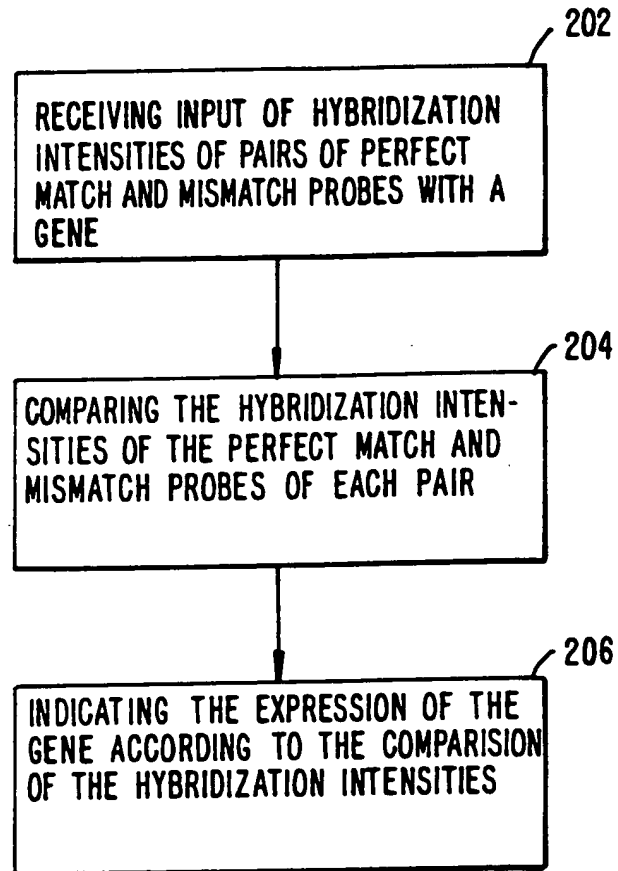 202
RECEIVING INPUT OF HYBRIDIZATION
INTENSITIES OF PAIRS OF PERFECT
MATCH AND MISMATCH PROBES WITH A
GENE
204
COMPARING THE HYBRIDIZATION INTEN-
SITIES OF THE PERFECT MATCH AND
MISMATCH PROBES OF EACH PAIR
206
INDICATING THE EXPRESSION OF THE
GENE ACCORDING TO THE COMPARISION
OF THE HYBRIDIZATION INTENSITIES